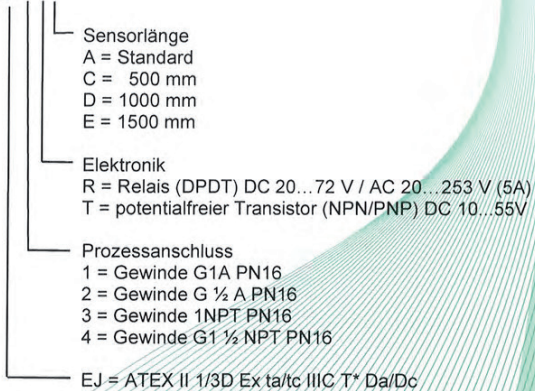 Sensorlänge
A = Standard
C = 500 mm
D = 1000 mm
E = 1500 mm
Elektronik
R = Relais (DPDT) DC 20...72 V / AC 20...253 V (5A)
T = potentialfreier Transistor (NPN/PNP) DC 10...55V
Prozessanschluss
1 = Gewinde G1A PN16
2 = Gewinde G ½ A PN16
3 = Gewinde 1NPT PN16
4 = Gewinde G1 ½ NPT PN16
EJ = ATEX II 1/3D Ex ta/tc IIIC T* Da/Dc